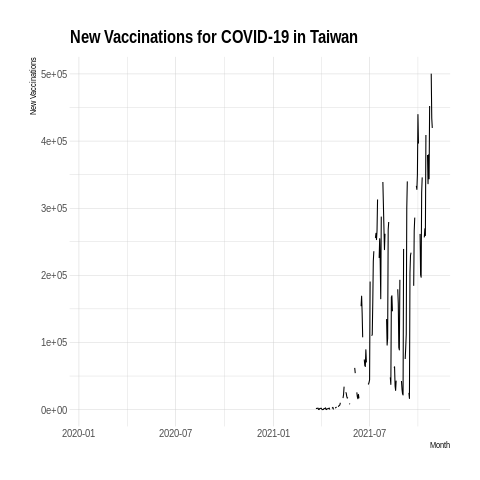 New Vaccinations for COVID-19 in Taiwan
New Vaccinations
5e+05
4e+05
3e+05
2e+05
1e+05
0e+00
2020-01 2020-07 2021-01 2021-07
Month